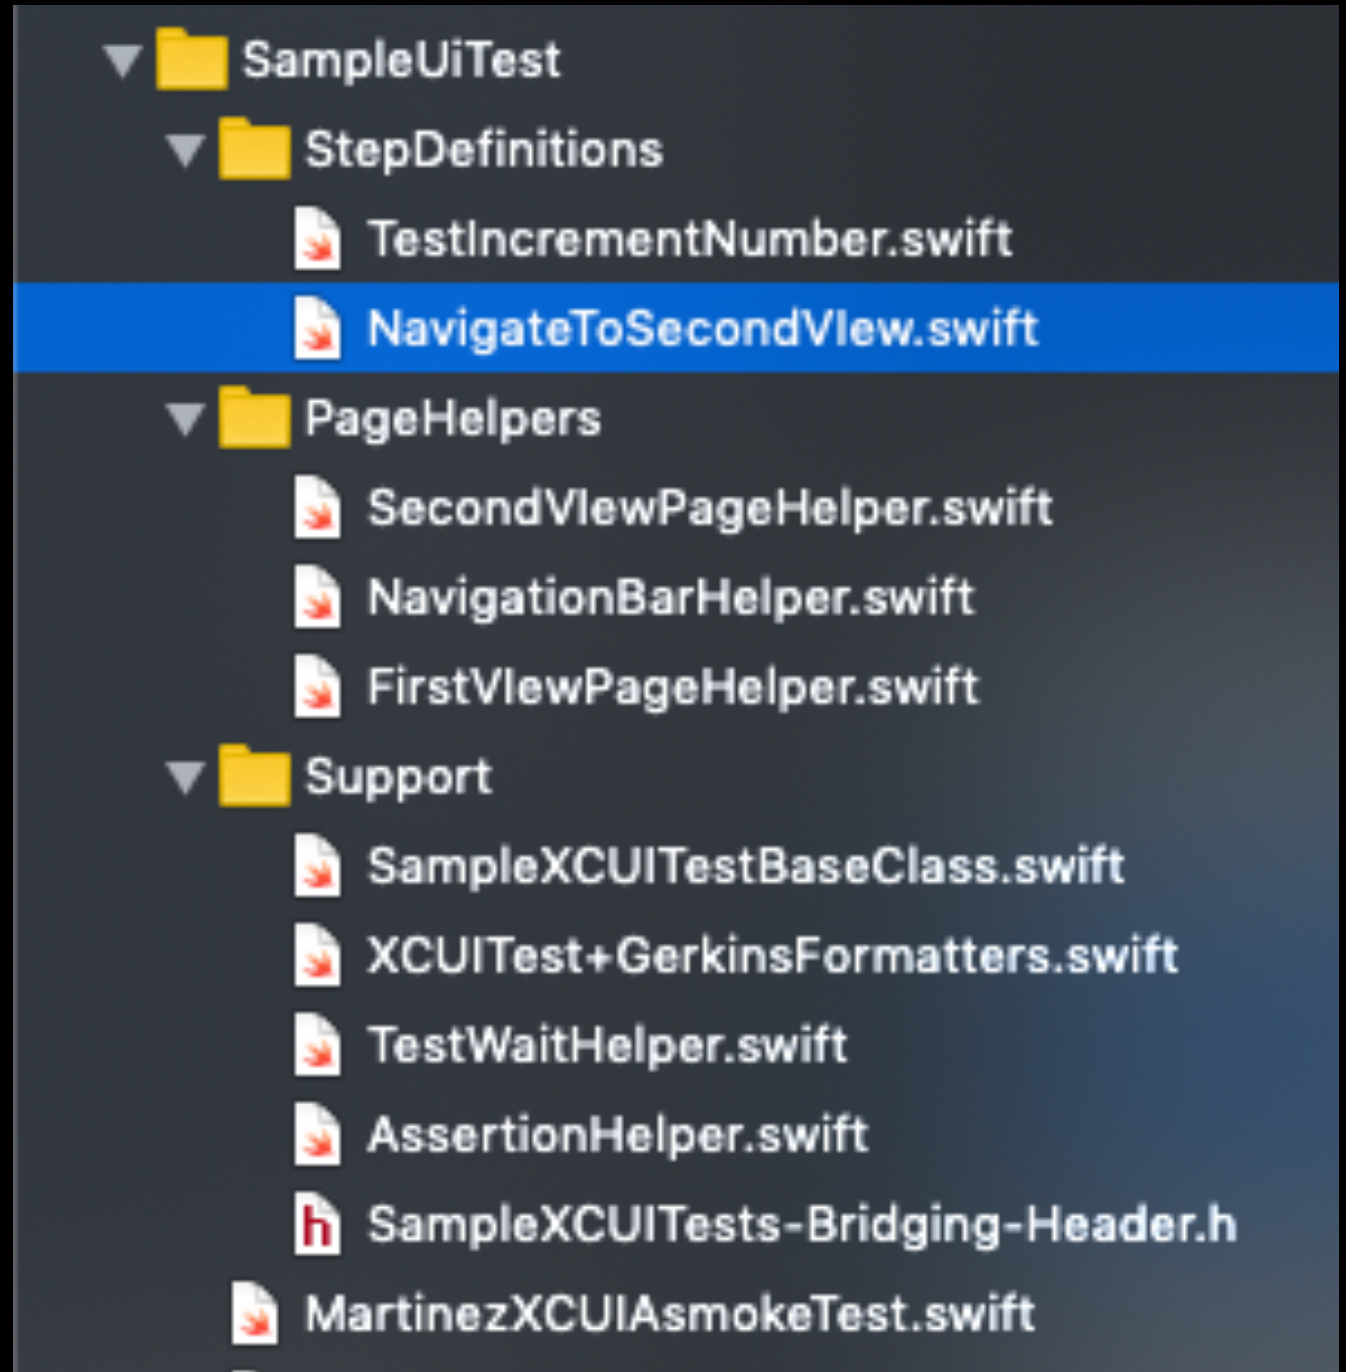 SampleUiTest
StepDefinitions
TestIncrementNumber.swift
NavigateToSecondVIew.swift
PageHelpers
SecondVIewPageHelper.swift
NavigationBarHelper.swift
FirstVIewPageHelper.swift
Support
SampleXCUITestBaseClass.swift
XCUITest+GerkinsFormatters.swift
TestWaitHelper.swift
AssertionHelper.swift
h SampleXCUITests-Bridging-Header.h
MartinezXCUIAsmokeTest.swift